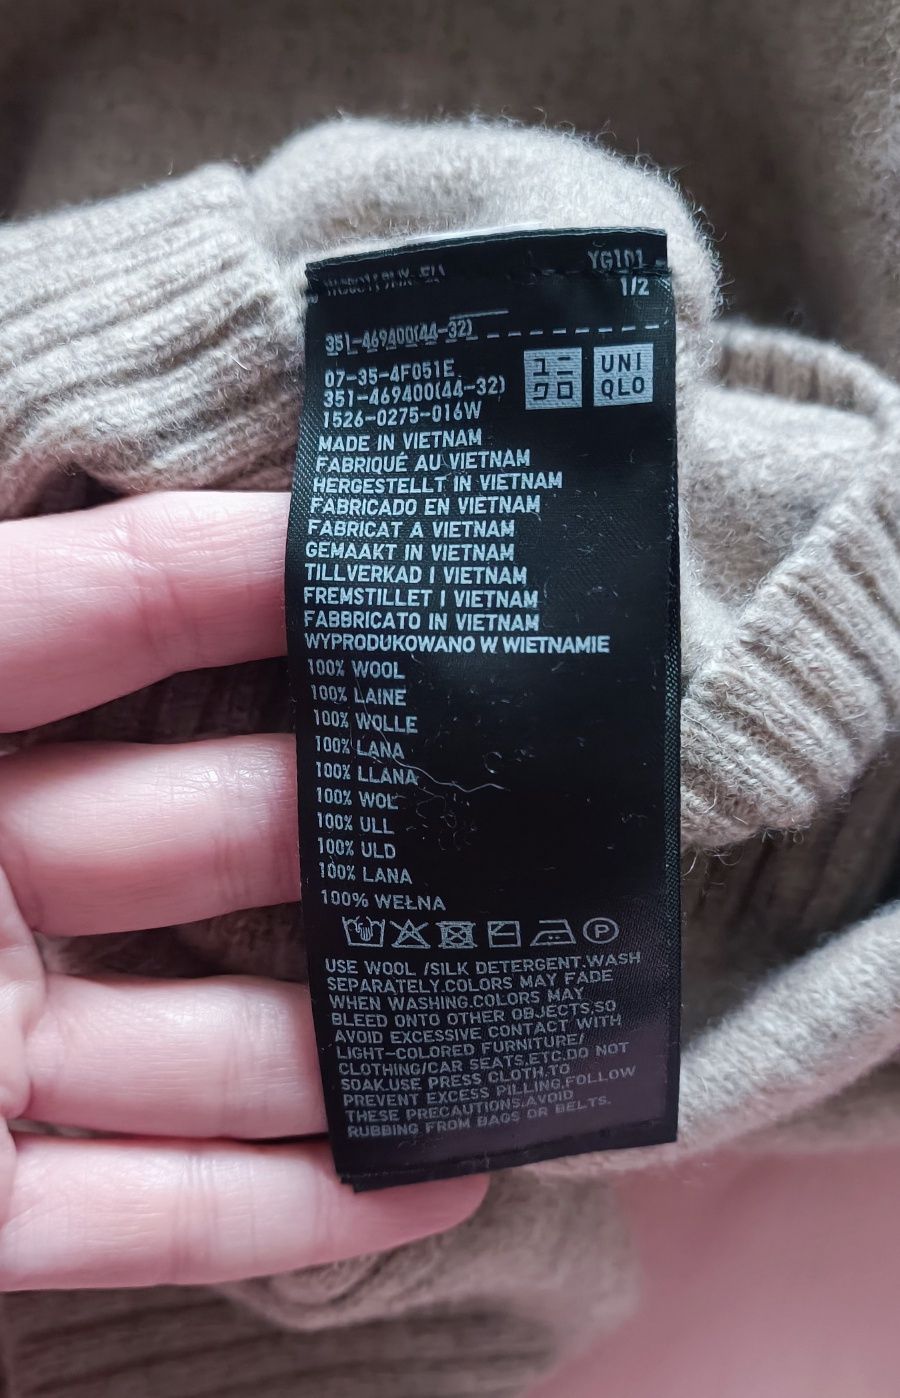 YG101
1/2
351-469400(44-32)
07-35-4F051E
351-469400(44-32)
1526-0275-016W
ユニ
クロ
UNI
QLO
MADE IN VIETNAM
FABRIQUÉ AU VIETNAM
HERGESTELLT IN VIETNAM
FABRICADO EN VIETNAM
FABRICAT A VIETNAM
GEMAAKT IN VIETNAM
TILLVERKAD I VIETNAM
FREMSTILLET I VIETNAM
FABBRICATO IN VIETNAM
WYPRODUKOWANO W WIETNAMIE
100% WOOL
100% LAINE
100% WOLLE
100% LANA
100% LLANA
100% WOL
100% ULL
100% ULD
100% LANA
100% WEŁNA
P
USE WOOL /SILK DETERGENT.WASH
SEPARATELY.COLORS MAY FADE
WHEN WASHING.COLORS MAY
BLEED ONTO OTHER OBJECTS,SO
AVOID EXCESSIVE CONTACT WITH
LIGHT-COLORED FURNITURE/
CLOTHING/CAR SEATS,ETC.DO NOT
SOAK.USE PRESS CLOTH.TO
PREVENT EXCESS PILLING,FOLLOW
THESE PRECAUTIONS.AVOID
RUBBING FROM BAGS OR BELTS.